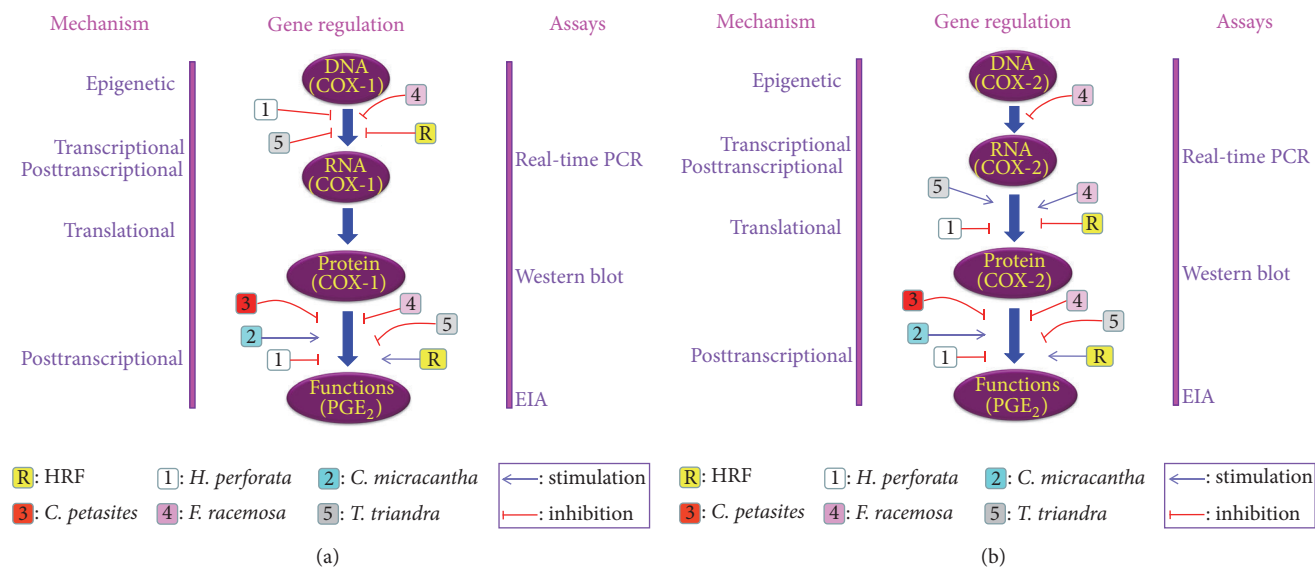 Mechanism Gene regulation Assays
Epigenetic
Transcriptional
Posttranscriptional
Translational
Posttranscriptional
DNA
(COX-1)
1
4
5
R
RNA
(COX-1)
Protein
(COX-1)
3
4
2
5
1
R
Functions
(PGE2)
Real-time PCR
Western blot
EIA
R: HRF 1: H. perforata 2: C. micracantha
3: C. petasites 4: F. racemosa 5: T. triandra
: stimulation
: inhibition
(a)
Mechanism Gene regulation Assays
Epigenetic
Transcriptional
Posttranscriptional
Translational
Posttranscriptional
DNA
(COX-2)
4
RNA
(COX-2)
5
4
1
R
Protein
(COX-2)
3
4
2
5
1
R
Functions
(PGE2)
Real-time PCR
Western blot
EIA
R: HRF 1: H. perforata 2: C. micracantha
3: C. petasites 4: F. racemosa 5: T. triandra
: stimulation
: inhibition
(b)